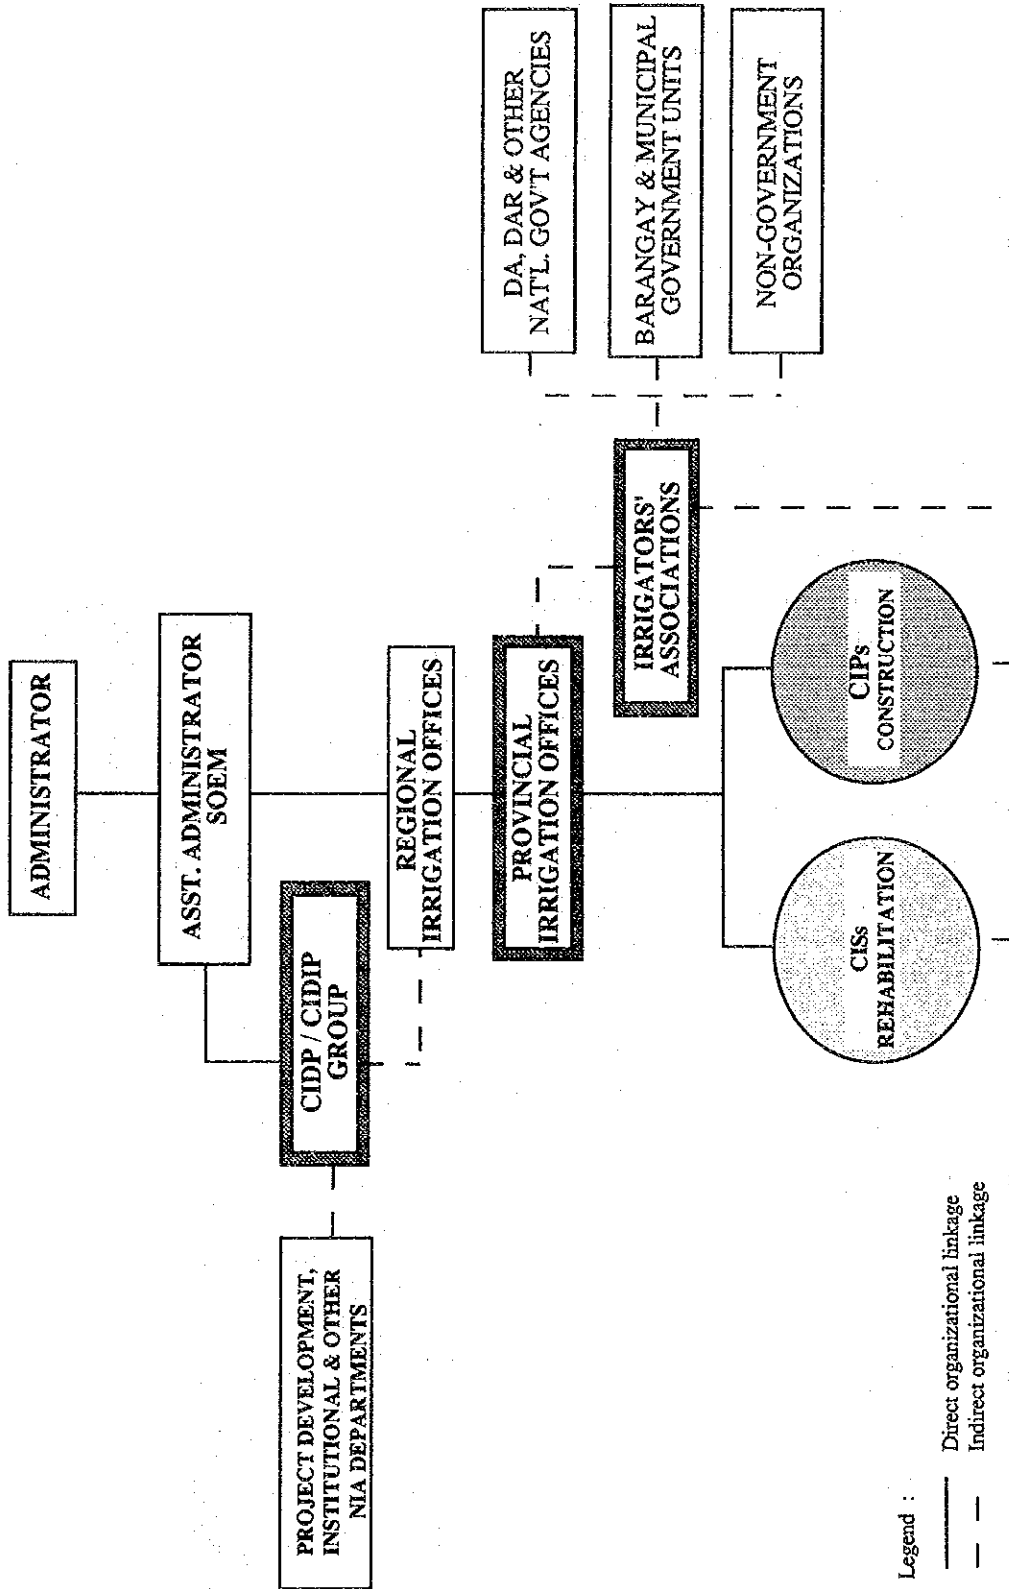 ADMINISTRATOR
ASST. ADMINISTRATOR
SOEM
CIDP / CIDIP
GROUP
PROJECT DEVELOPMENT,
INSTITUTIONAL & OTHER
NIA DEPARTMENTS
REGIONAL
IRRIGATION OFFICES
PROVINCIAL
IRRIGATION OFFICES
DA, DAR & OTHER
NAT'L. GOV'T AGENCIES
IRRIGATORS'
ASSOCIATIONS
BARANGAY & MUNICIPAL
GOVERNMENT UNITS
NON-GOVERNMENT
ORGANIZATIONS
CISs
REHABILITATION
CIPs
CONSTRUCTION
Legend :
Direct organizational linkage
Indirect organizational linkage